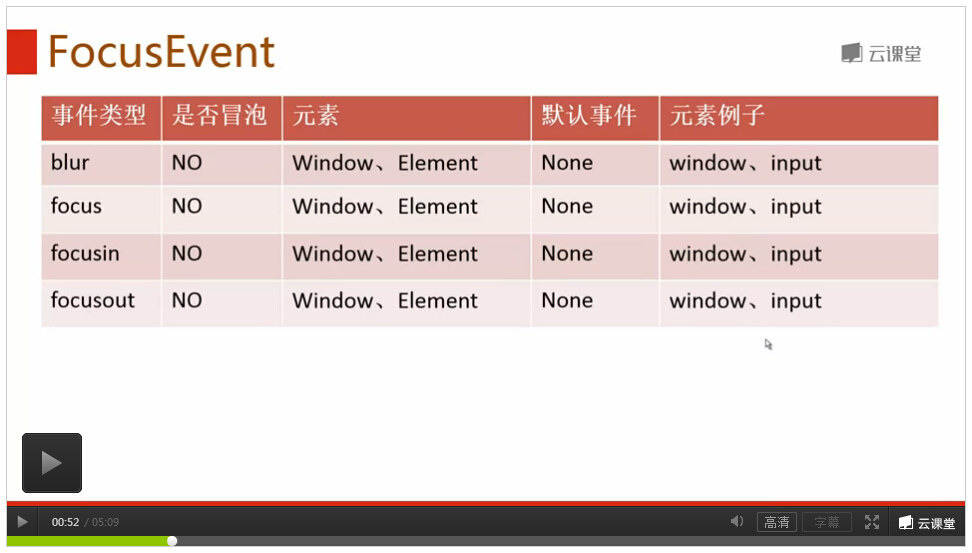 FocusEvent
云课堂
事件类型 是否冒泡 元素 默认事件 元素例子
blur NO Window、Element None window、input
focus NO Window、Element None window、input
focusin NO Window、Element None window、input
focusout NO Window、Element None window、input
00:52 / 05:09 高清 字幕 云课堂